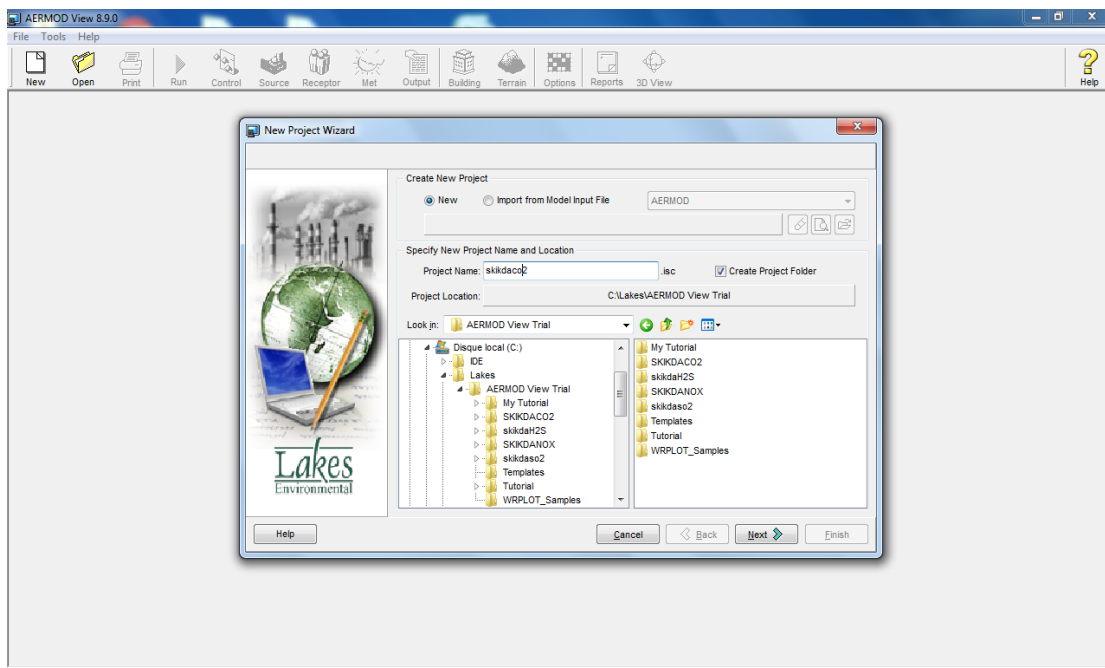 AERMOD View 8.9.0
File Tools Help
New Open Print Run Control Source Receptor Met Output Building Terrain Options Reports 3D View Help
New Project Wizard
Create New Project
New Import from Model Input File AERMOD
Specify New Project Name and Location
Project Name: skikdaco2 .isc Create Project Folder
Project Location: C:\Lakes\AERMOD View Trial
Look in: AERMOD View Trial
Disque local (C:)
IDE
Lakes
AERMOD View Trial
My Tutorial
SKIKDACO2
skikdaH2S
SKIKDANOX
skikdaso2
Templates
Tutorial
WRPLOT_Samples
My Tutorial
SKIKDACO2
skikdaH2S
SKIKDANOX
skikdaso2
Templates
Tutorial
WRPLOT_Samples
Lakes
Environmental
Help Cancel Back Next Finish